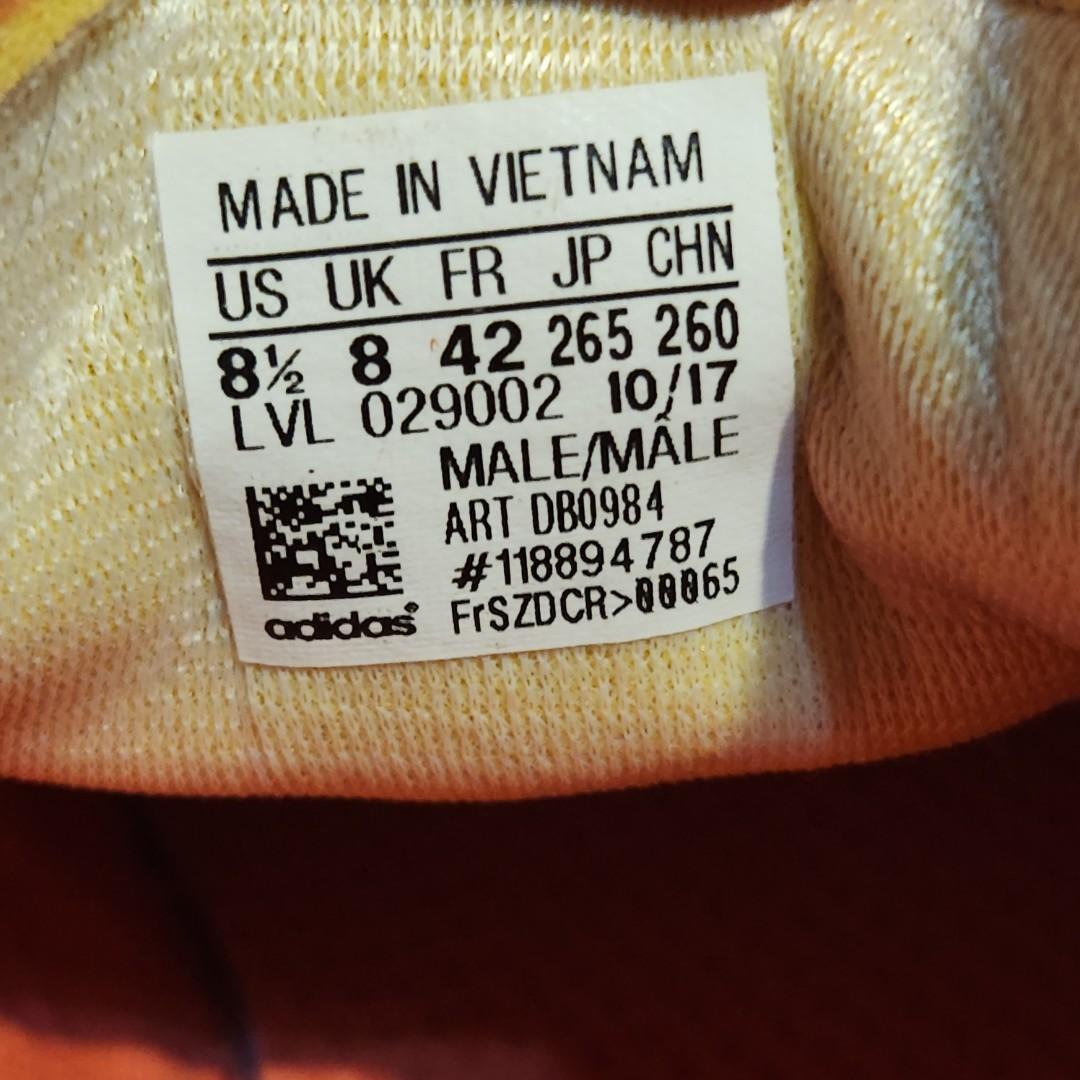 MADE IN VIETNAM
US UK FR JP CHN
8½ 8 42 265 260
LVL 029002 10/17
MALE/MÂLE
ART DB0984
#118894787
FrSZDCR>00065
adidas®